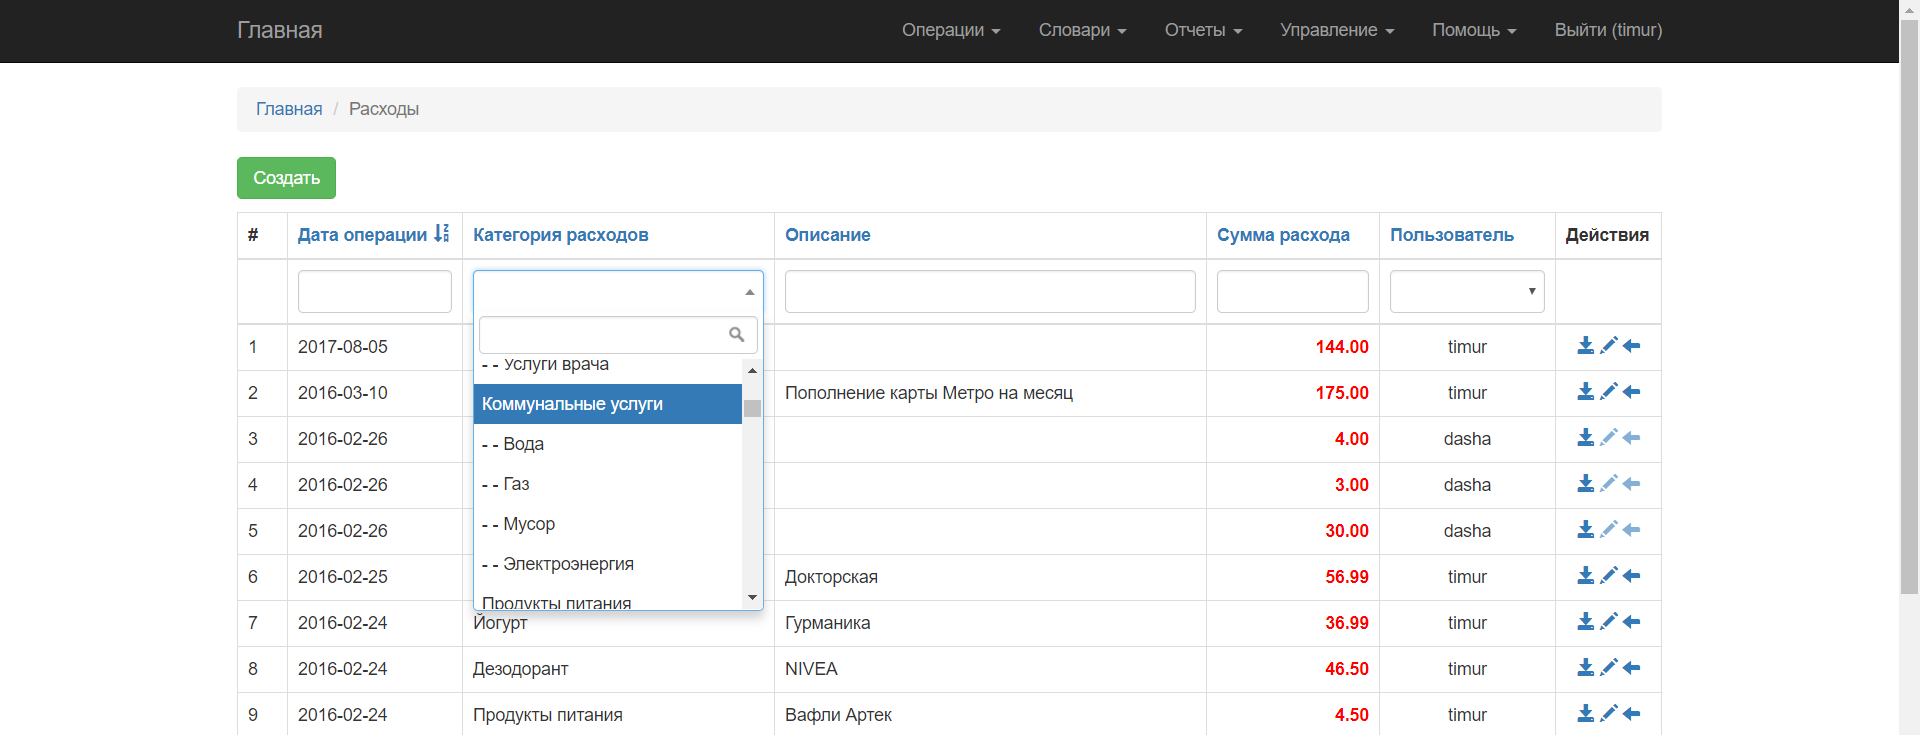 Главная Операции Словари Отчеты Управление Помощь Выйти (timur)
Главная / Расходы
Создать
# Дата операции Категория расходов Описание Сумма расхода Пользователь Действия
1 2017-08-05 144.00 timur
- - Услуги врача
2 2016-03-10 Пополнение карты Метро на месяц 175.00 timur
Коммунальные услуги
3 2016-02-26 4.00 dasha
- - Вода
4 2016-02-26 3.00 dasha
- - Газ
5 2016-02-26 30.00 dasha
- - Мусор
- - Электроэнергия
6 2016-02-25 Докторская 56.99 timur
Продукты питания
7 2016-02-24 Йогурт Гурманика 36.99 timur
8 2016-02-24 Дезодорант NIVEA 46.50 timur
9 2016-02-24 Продукты питания Вафли Артек 4.50 timur